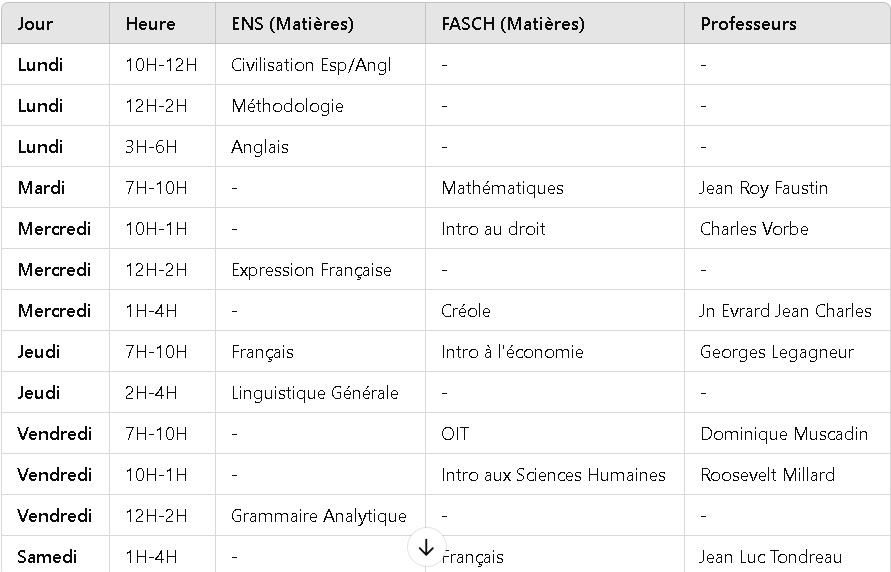 Jour Heure ENS (Matières) FASCH (Matières) Professeurs
Lundi 10H-12H Civilisation Esp/Angl - -
Lundi 12H-2H Méthodologie - -
Lundi 3H-6H Anglais - -
Mardi 7H-10H - Mathématiques Jean Roy Faustin
Mercredi 10H-1H - Intro au droit Charles Vorbe
Mercredi 12H-2H Expression Française - -
Mercredi 1H-4H - Créole Jn Evrard Jean Charles
Jeudi 7H-10H Français Intro à l'économie Georges Legagneur
Jeudi 2H-4H Linguistique Générale - -
Vendredi 7H-10H - OIT Dominique Muscadin
Vendredi 10H-1H - Intro aux Sciences Humaines Roosevelt Millard
Vendredi 12H-2H Grammaire Analytique - -
Samedi 1H-4H - Français Jean Luc Tondreau